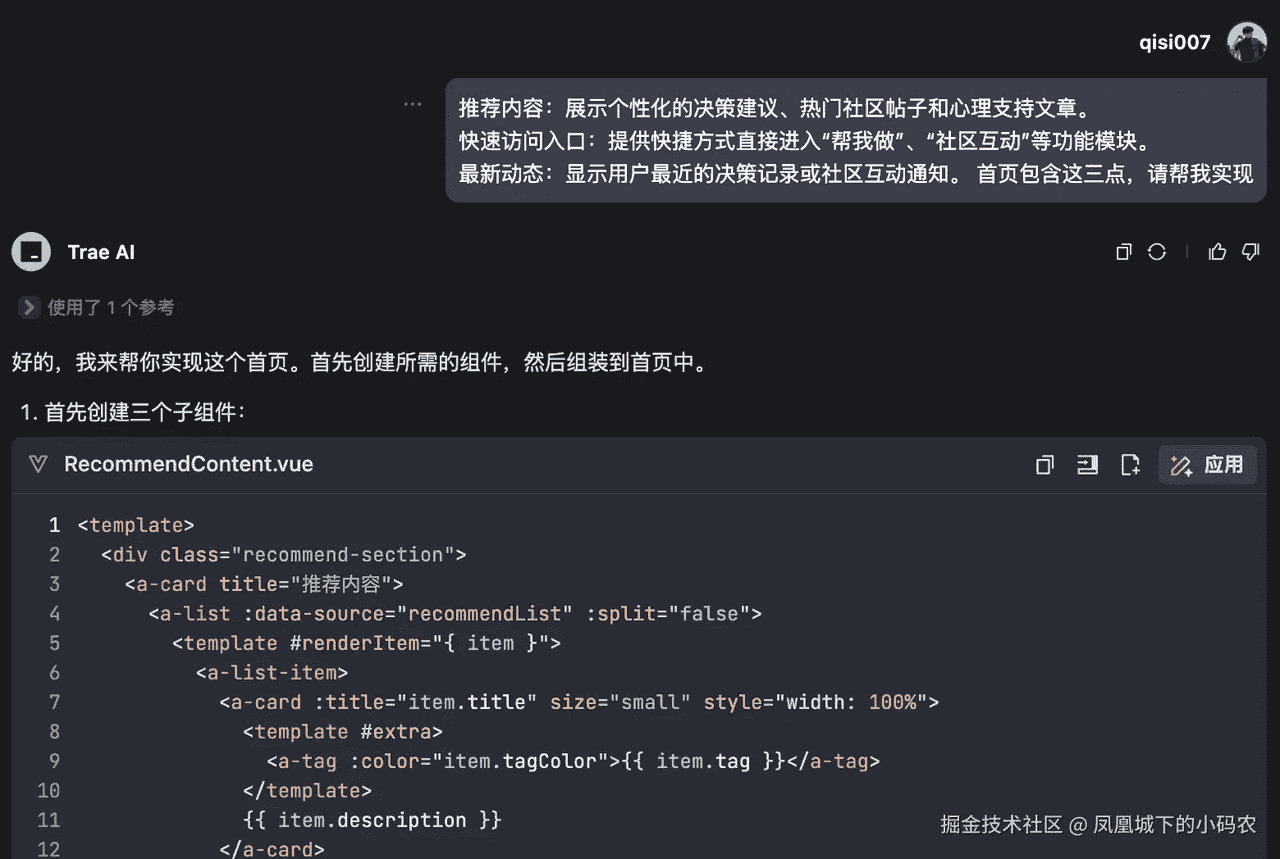 qisi007
推荐内容：展示个性化的决策建议、热门社区帖子和心理支持文章。
快速访问入口：提供快捷方式直接进入“帮我做”、“社区互动”等功能模块。
最新动态：显示用户最近的决策记录或社区互动通知。 首页包含这三点，请帮我实现
Trae AI
使用了 1 个参考
好的，我来帮你实现这个首页。首先创建所需的组件，然后组装到首页中。
1. 首先创建三个子组件：
RecommendContent.vue
应用
1 <template>
2 <div class="recommend-section">
3 <a-card title="推荐内容">
4 <a-list :data-source="recommendList" :split="false">
5 <template #renderItem="{ item }">
6 <a-list-item>
7 <a-card :title="item.title" size="small" style="width: 100%">
8 <template #extra>
9 <a-tag :color="item.tagColor">{{ item.tag }}</a-tag>
10 </template>
11 {{ item.description }}
12 </a-card>
掘金技术社区 @ 凤凰城下的小码农